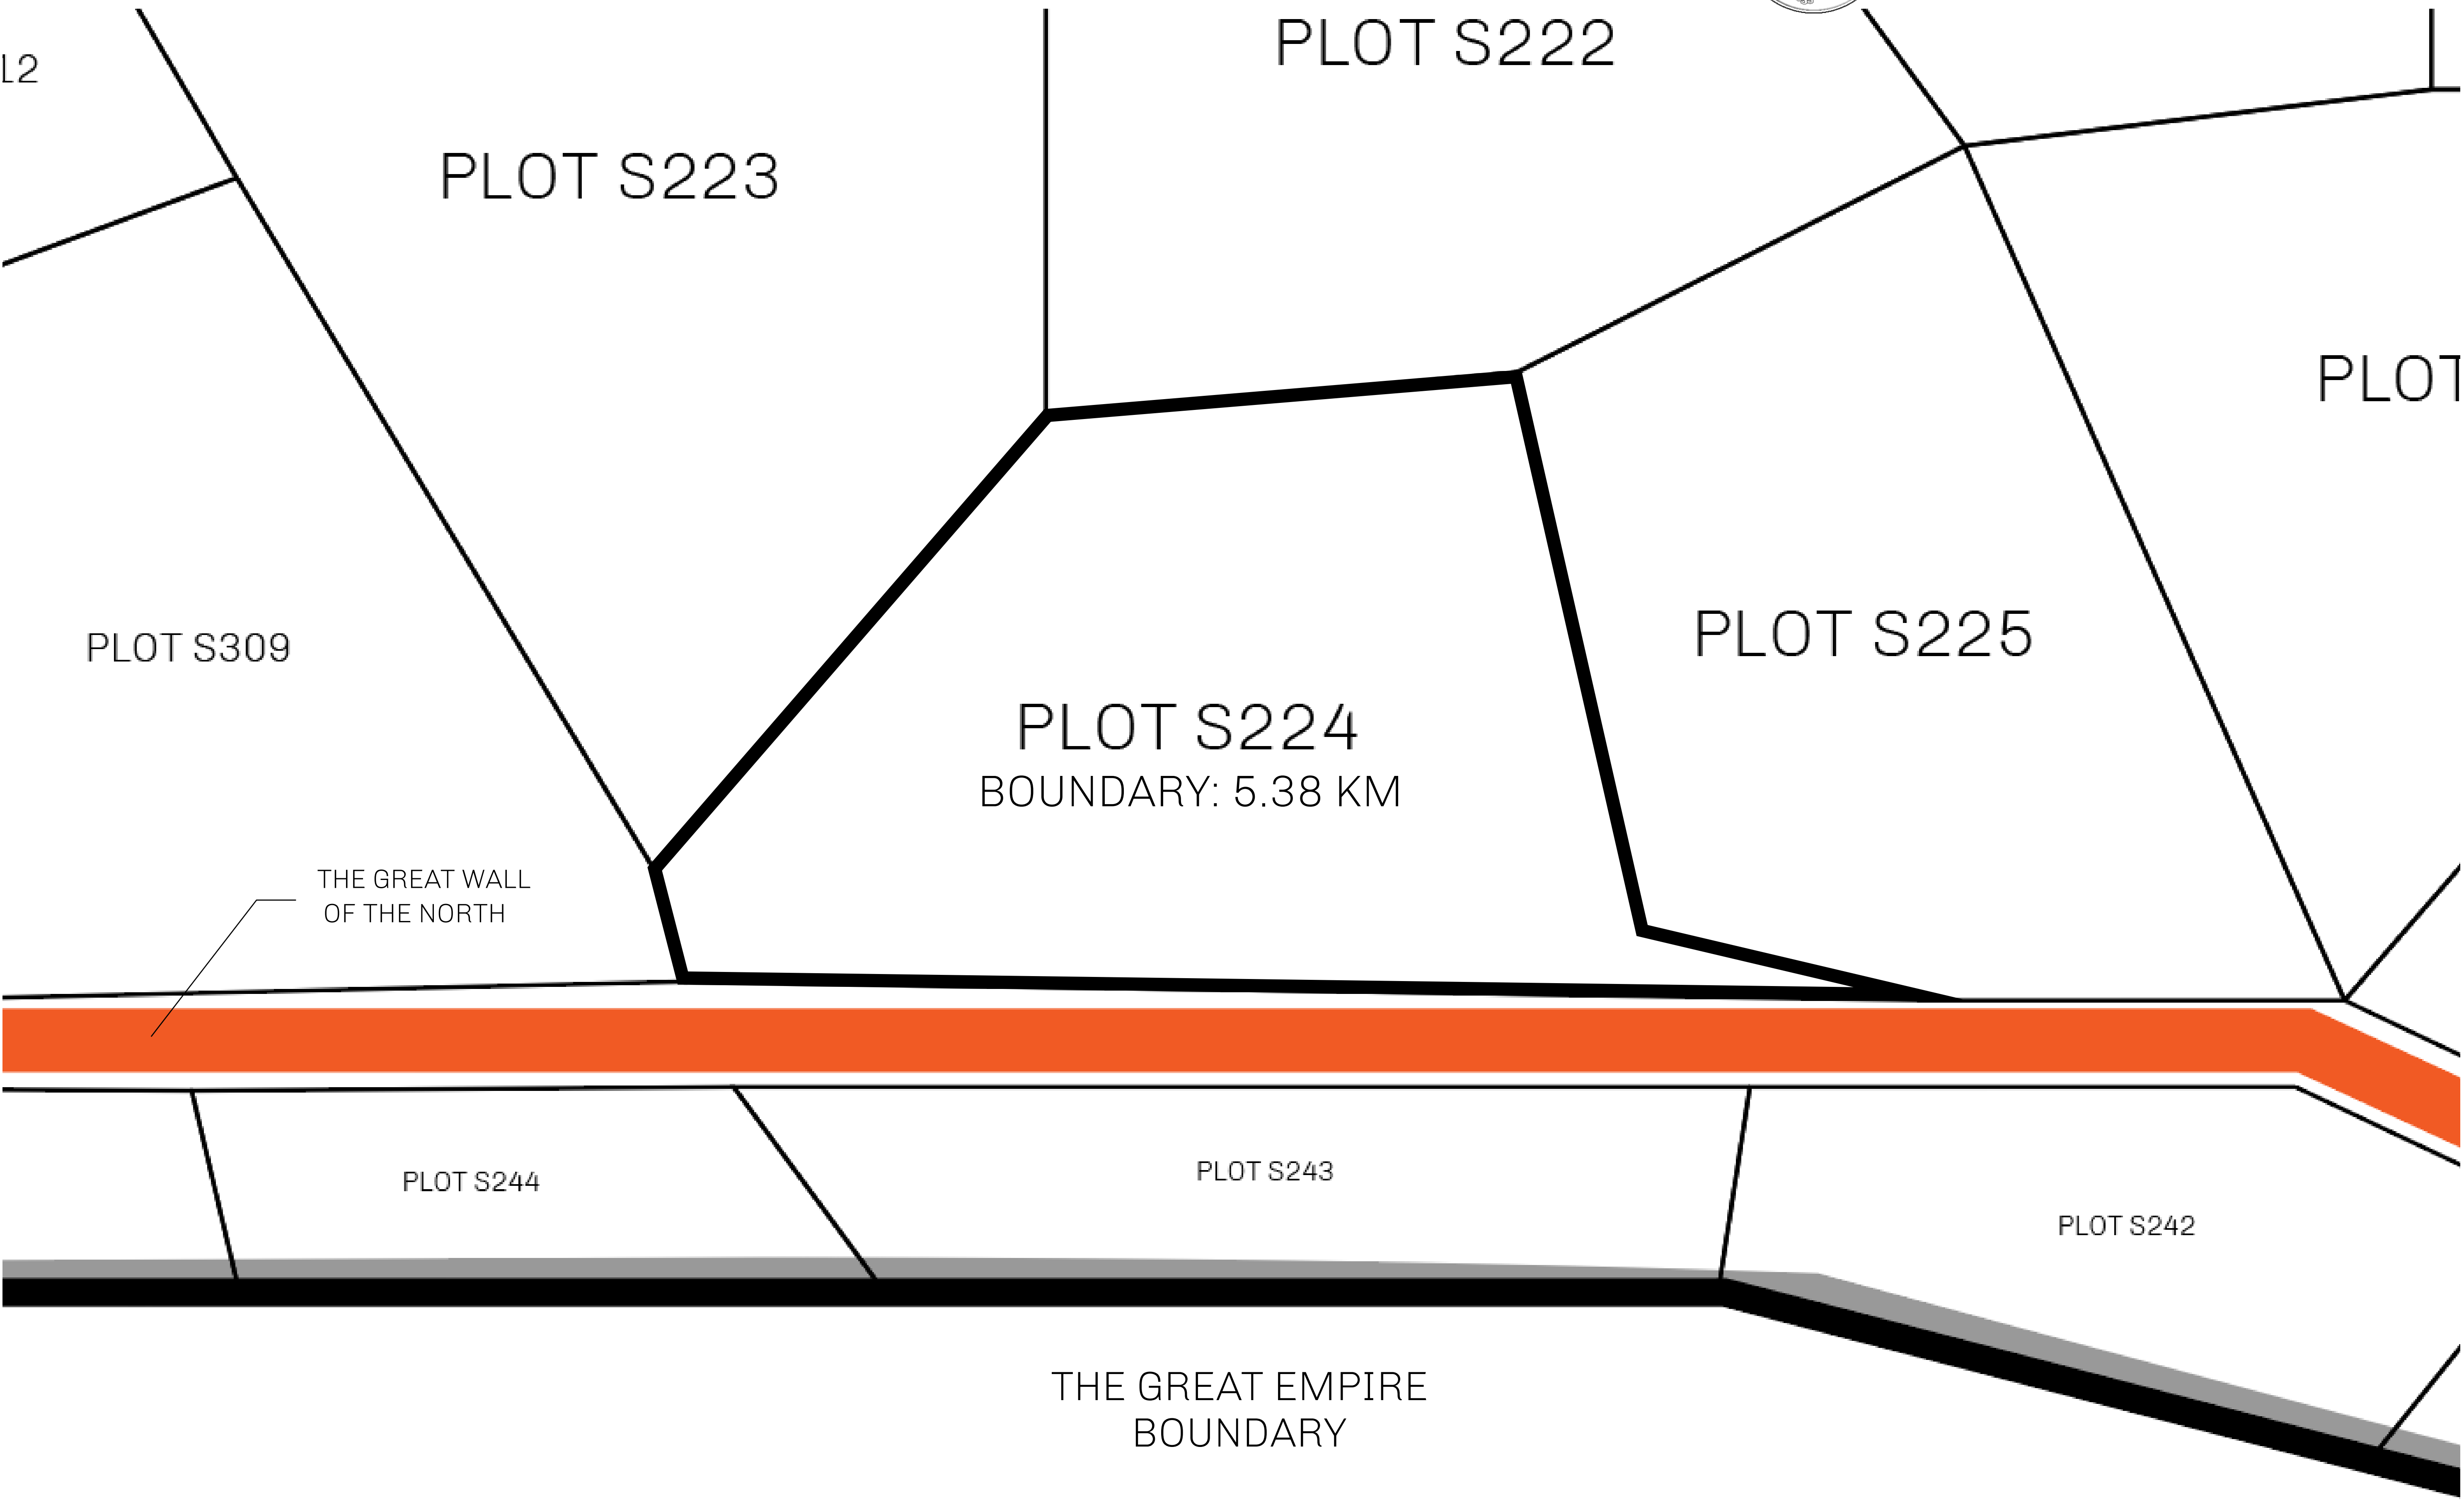 PLOT S222
L2
PLOT S223
PLOT
PLOT S309
PLOT S225
PLOT S224
BOUNDARY: 5.38 KM
THE GREAT WALL
OF THE NORTH
PLOT S244
PLOT S243
PLOT S242
THE GREAT EMPIRE
BOUNDARY